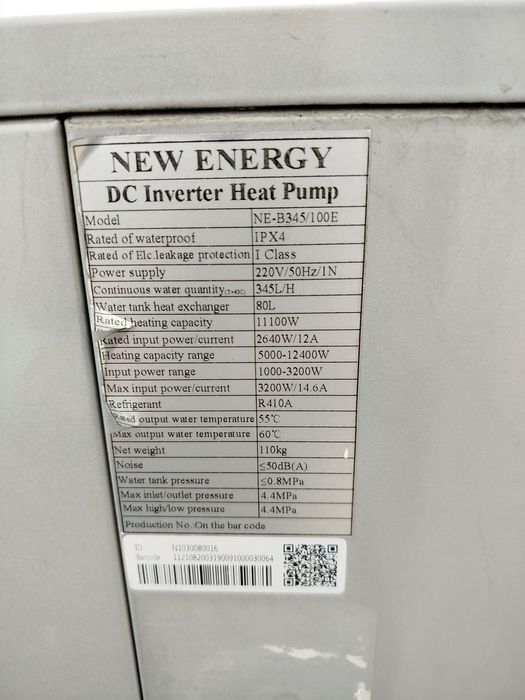 NEW ENERGY
DC Inverter Heat Pump
Model NE-B345/100E
Rated of waterproof IPX4
Rated of Elc.leakage protection I Class
Power supply 220V/50Hz/1N
Continuous water quantity(T=43C) 345L/H
Water tank heat exchanger 80L
Rated heating capacity 11100W
Rated input power/current 2640W/12A
Heating capacity range 5000-12400W
Input power range 1000-3200W
Max input power/current 3200W/14.6A
Refrigerant R410A
Rated output water temperature 55℃
Max output water temperature 60℃
Net weight 110kg
Noise ≤50dB(A)
Water tank pressure ≤0.8MPa
Max inlet/outlet pressure 4.4MPa
Max high/low pressure 4.4MPa
Production No.:On the bar code
ID N1030080016
Barcode 1121082003190091000030064